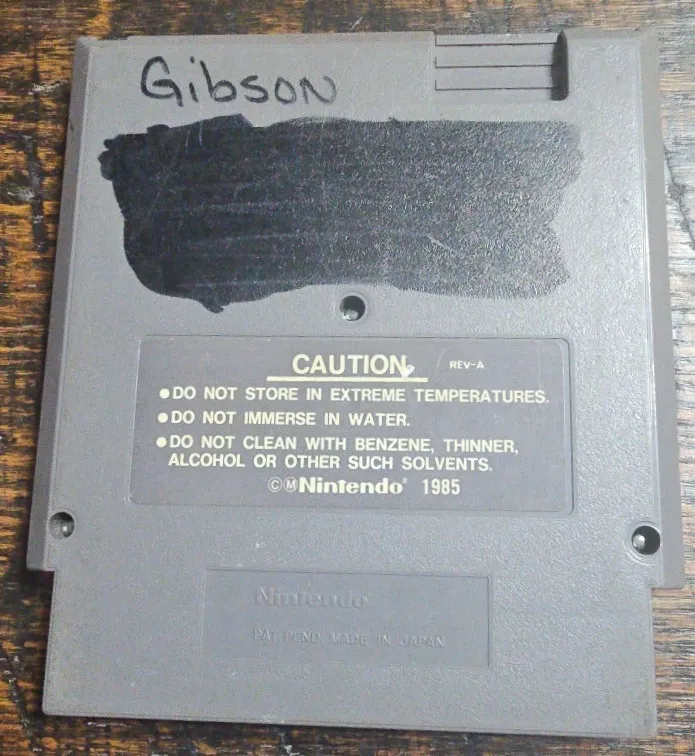 Gibson
CAUTION REV-A
●DO NOT STORE IN EXTREME TEMPERATURES.
●DO NOT IMMERSE IN WATER.
●DO NOT CLEAN WITH BENZENE, THINNER,
ALCOHOL OR OTHER SUCH SOLVENTS.
ⒸⓂNintendo® 1985
Nintendo®
PAT. PEND. MADE IN JAPAN